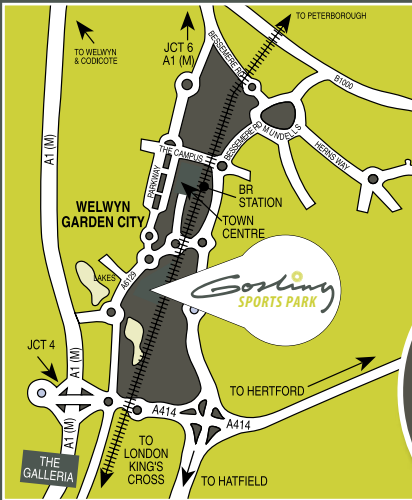 TO PETERBOROUGH
TO WELWYN
& CODICOTE
JCT 6
A1 (M)
BESSEMER RD
B1000
A1 (M)
THE CAMPUS
BESSEMER RD
MUNDELLS
HERNS WAY
PARKWAY
BR
STATION
WELWYN
GARDEN CITY
TOWN
CENTRE
LAKES
A6129
Gosling
SPORTS PARK
JCT 4
A1 (M)
TO HERTFORD
A1 (M)
A414
A414
THE
GALLERIA
TO
LONDON
KING'S
CROSS
TO HATFIELD